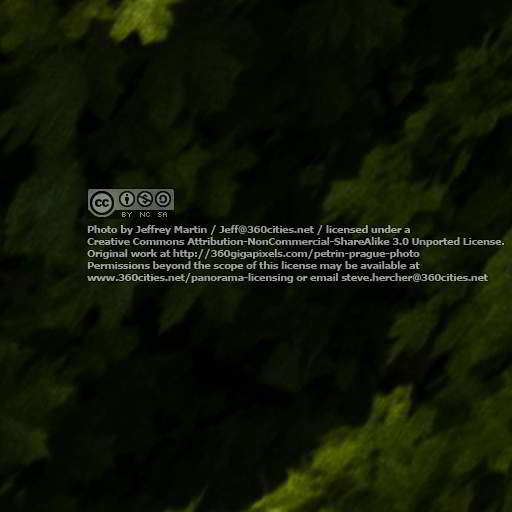 cc BY NC SA
Photo by Jeffrey Martin / Jeff@360cities.net / licensed under a
Creative Commons Attribution-NonCommercial-ShareAlike 3.0 Unported License.
Original work at http://360gigapixels.com/petrin-prague-photo
Permissions beyond the scope of this license may be available at
www.360cities.net/panorama-licensing or email steve.hercher@360cities.net